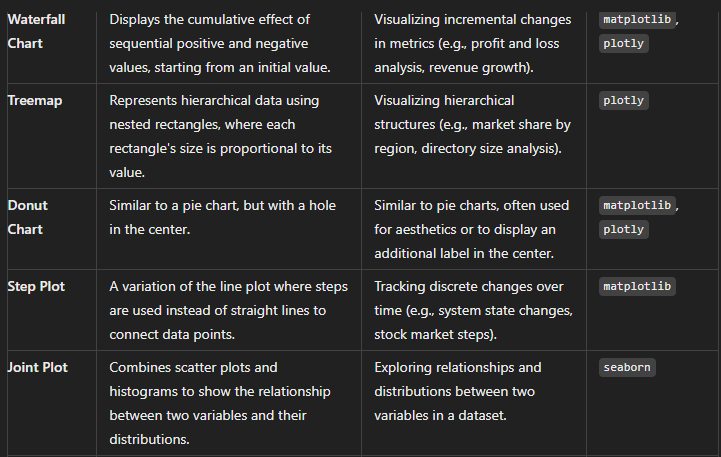 Waterfall Chart
Displays the cumulative effect of
sequential positive and negative
values, starting from an initial value.
Visualizing incremental changes
in metrics (e.g., profit and loss
analysis, revenue growth).
matplotlib,
plotly
Treemap
Represents hierarchical data using
nested rectangles, where each
rectangle's size is proportional to its
value.
Visualizing hierarchical
structures (e.g., market share by
region, directory size analysis).
plotly
Donut
Chart
Similar to a pie chart, but with a hole
in the center.
Similar to pie charts, often used
for aesthetics or to display an
additional label in the center.
matplotlib,
plotly
Step Plot
A variation of the line plot where steps
are used instead of straight lines to
connect data points.
Tracking discrete changes over
time (e.g., system state changes,
stock market steps).
matplotlib
Joint Plot
Combines scatter plots and
histograms to show the relationship
between two variables and their
distributions.
Exploring relationships and
distributions between two
variables in a dataset.
seaborn